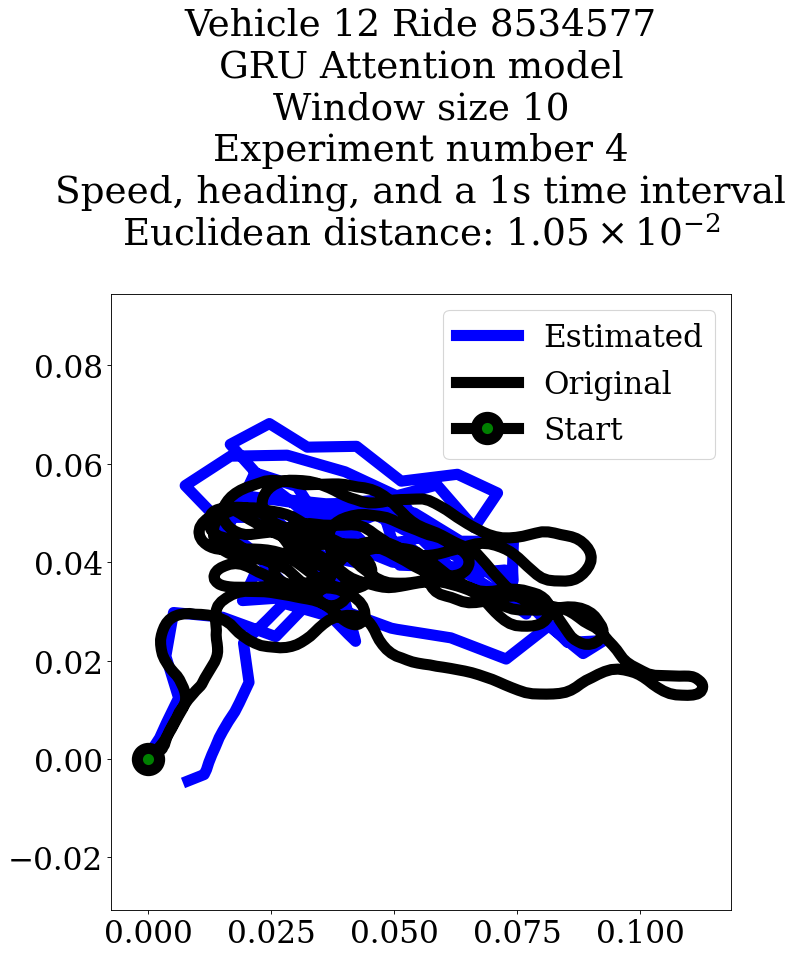 Vehicle 12 Ride 8534577
GRU Attention model
Window size 10
Experiment number 4
Speed, heading, and a 1s time interval
Euclidean distance: 1.05 × 10⁻²
Estimated
Original
Start
0.08
0.06
0.04
0.02
0.00
−0.02
0.000 0.025 0.050 0.075 0.100